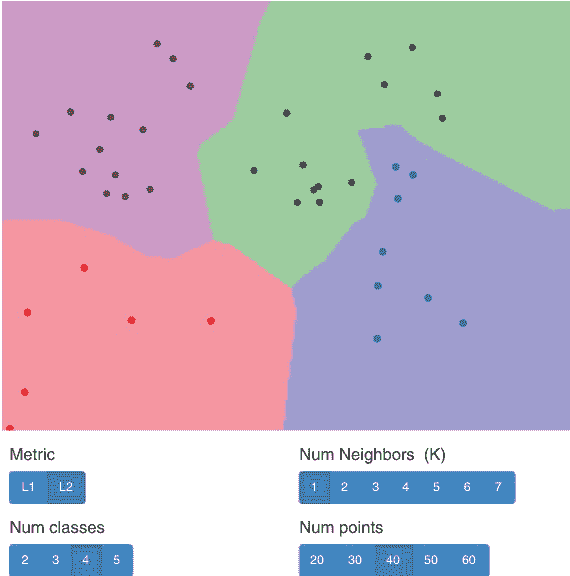 Metric
L1 L2
Num Neighbors (K)
1 2 3 4 5 6 7
Num classes
2 3 4 5
Num points
20 30 40 50 60